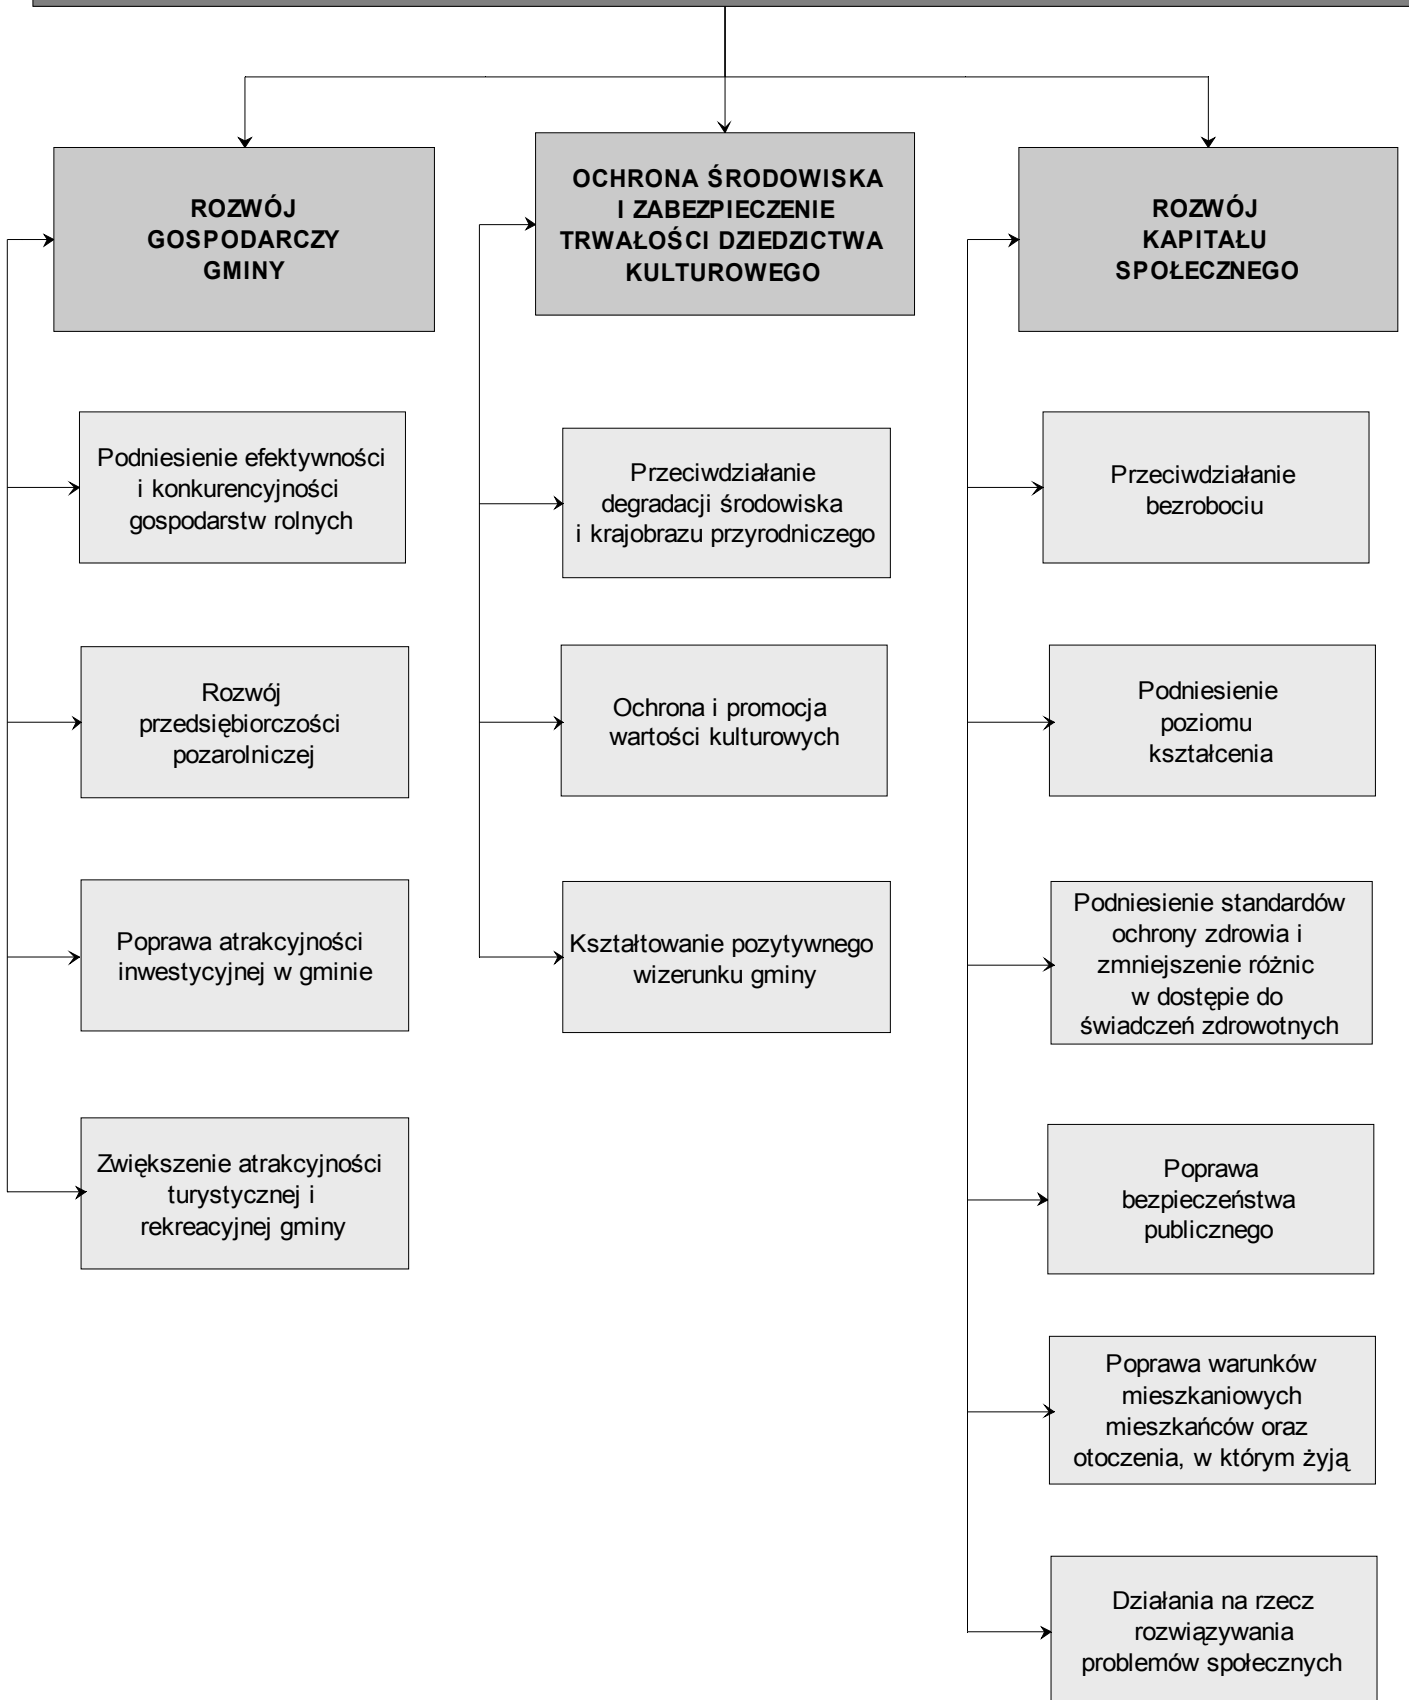 ROZWÓJ
GOSPODARCZY
GMINY
Podniesienie efektywności
i konkurencyjności
gospodarstw rolnych
Rozwój
przedsiębiorczości
pozarolniczej
Poprawa atrakcyjności
inwestycyjnej w gminie
Zwiększenie atrakcyjności
turystycznej i
rekreacyjnej gminy
OCHRONA ŚRODOWISKA
I ZABEZPIECZENIE
TRWAŁOŚCI DZIEDZICTWA
KULTUROWEGO
Przeciwdziałanie
degradacji środowiska
i krajobrazu przyrodniczego
Ochrona i promocja
wartości kulturowych
Kształtowanie pozytywnego
wizerunku gminy
ROZWÓJ
KAPITAŁU
SPOŁECZNEGO
Przeciwdziałanie
bezrobociu
Podniesienie
poziomu
kształcenia
Podniesienie standardów
ochrony zdrowia i
zmniejszenie różnic
w dostępie do
świadczeń zdrowotnych
Poprawa
bezpieczeństwa
publicznego
Poprawa warunków
mieszkaniowych
mieszkańców oraz
otoczenia, w którym żyją
Działania na rzecz
rozwiązywania
problemów społecznych